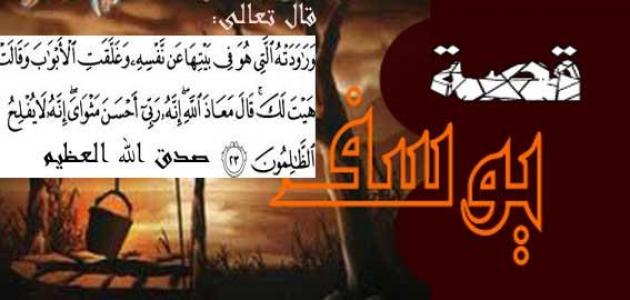 قال تعالى:
وَرَاوَدَتْهُ الَّتِي هُوَ فِي بَيْتِهَا عَن نَّفْسِهِ وَغَلَّقَتِ الْأَبْوَابَ وَقَالَتْ
هَيْتَ لَكَ ۚ قَالَ مَعَاذَ اللَّهِ ۖ إِنَّهُ رَبِّي أَحْسَنَ مَثْوَايَ ۖ إِنَّهُ لَا يُفْلِحُ
الظَّالِمُونَ ﴿٢٣﴾ صدق الله العظيم
قصة
يوسف